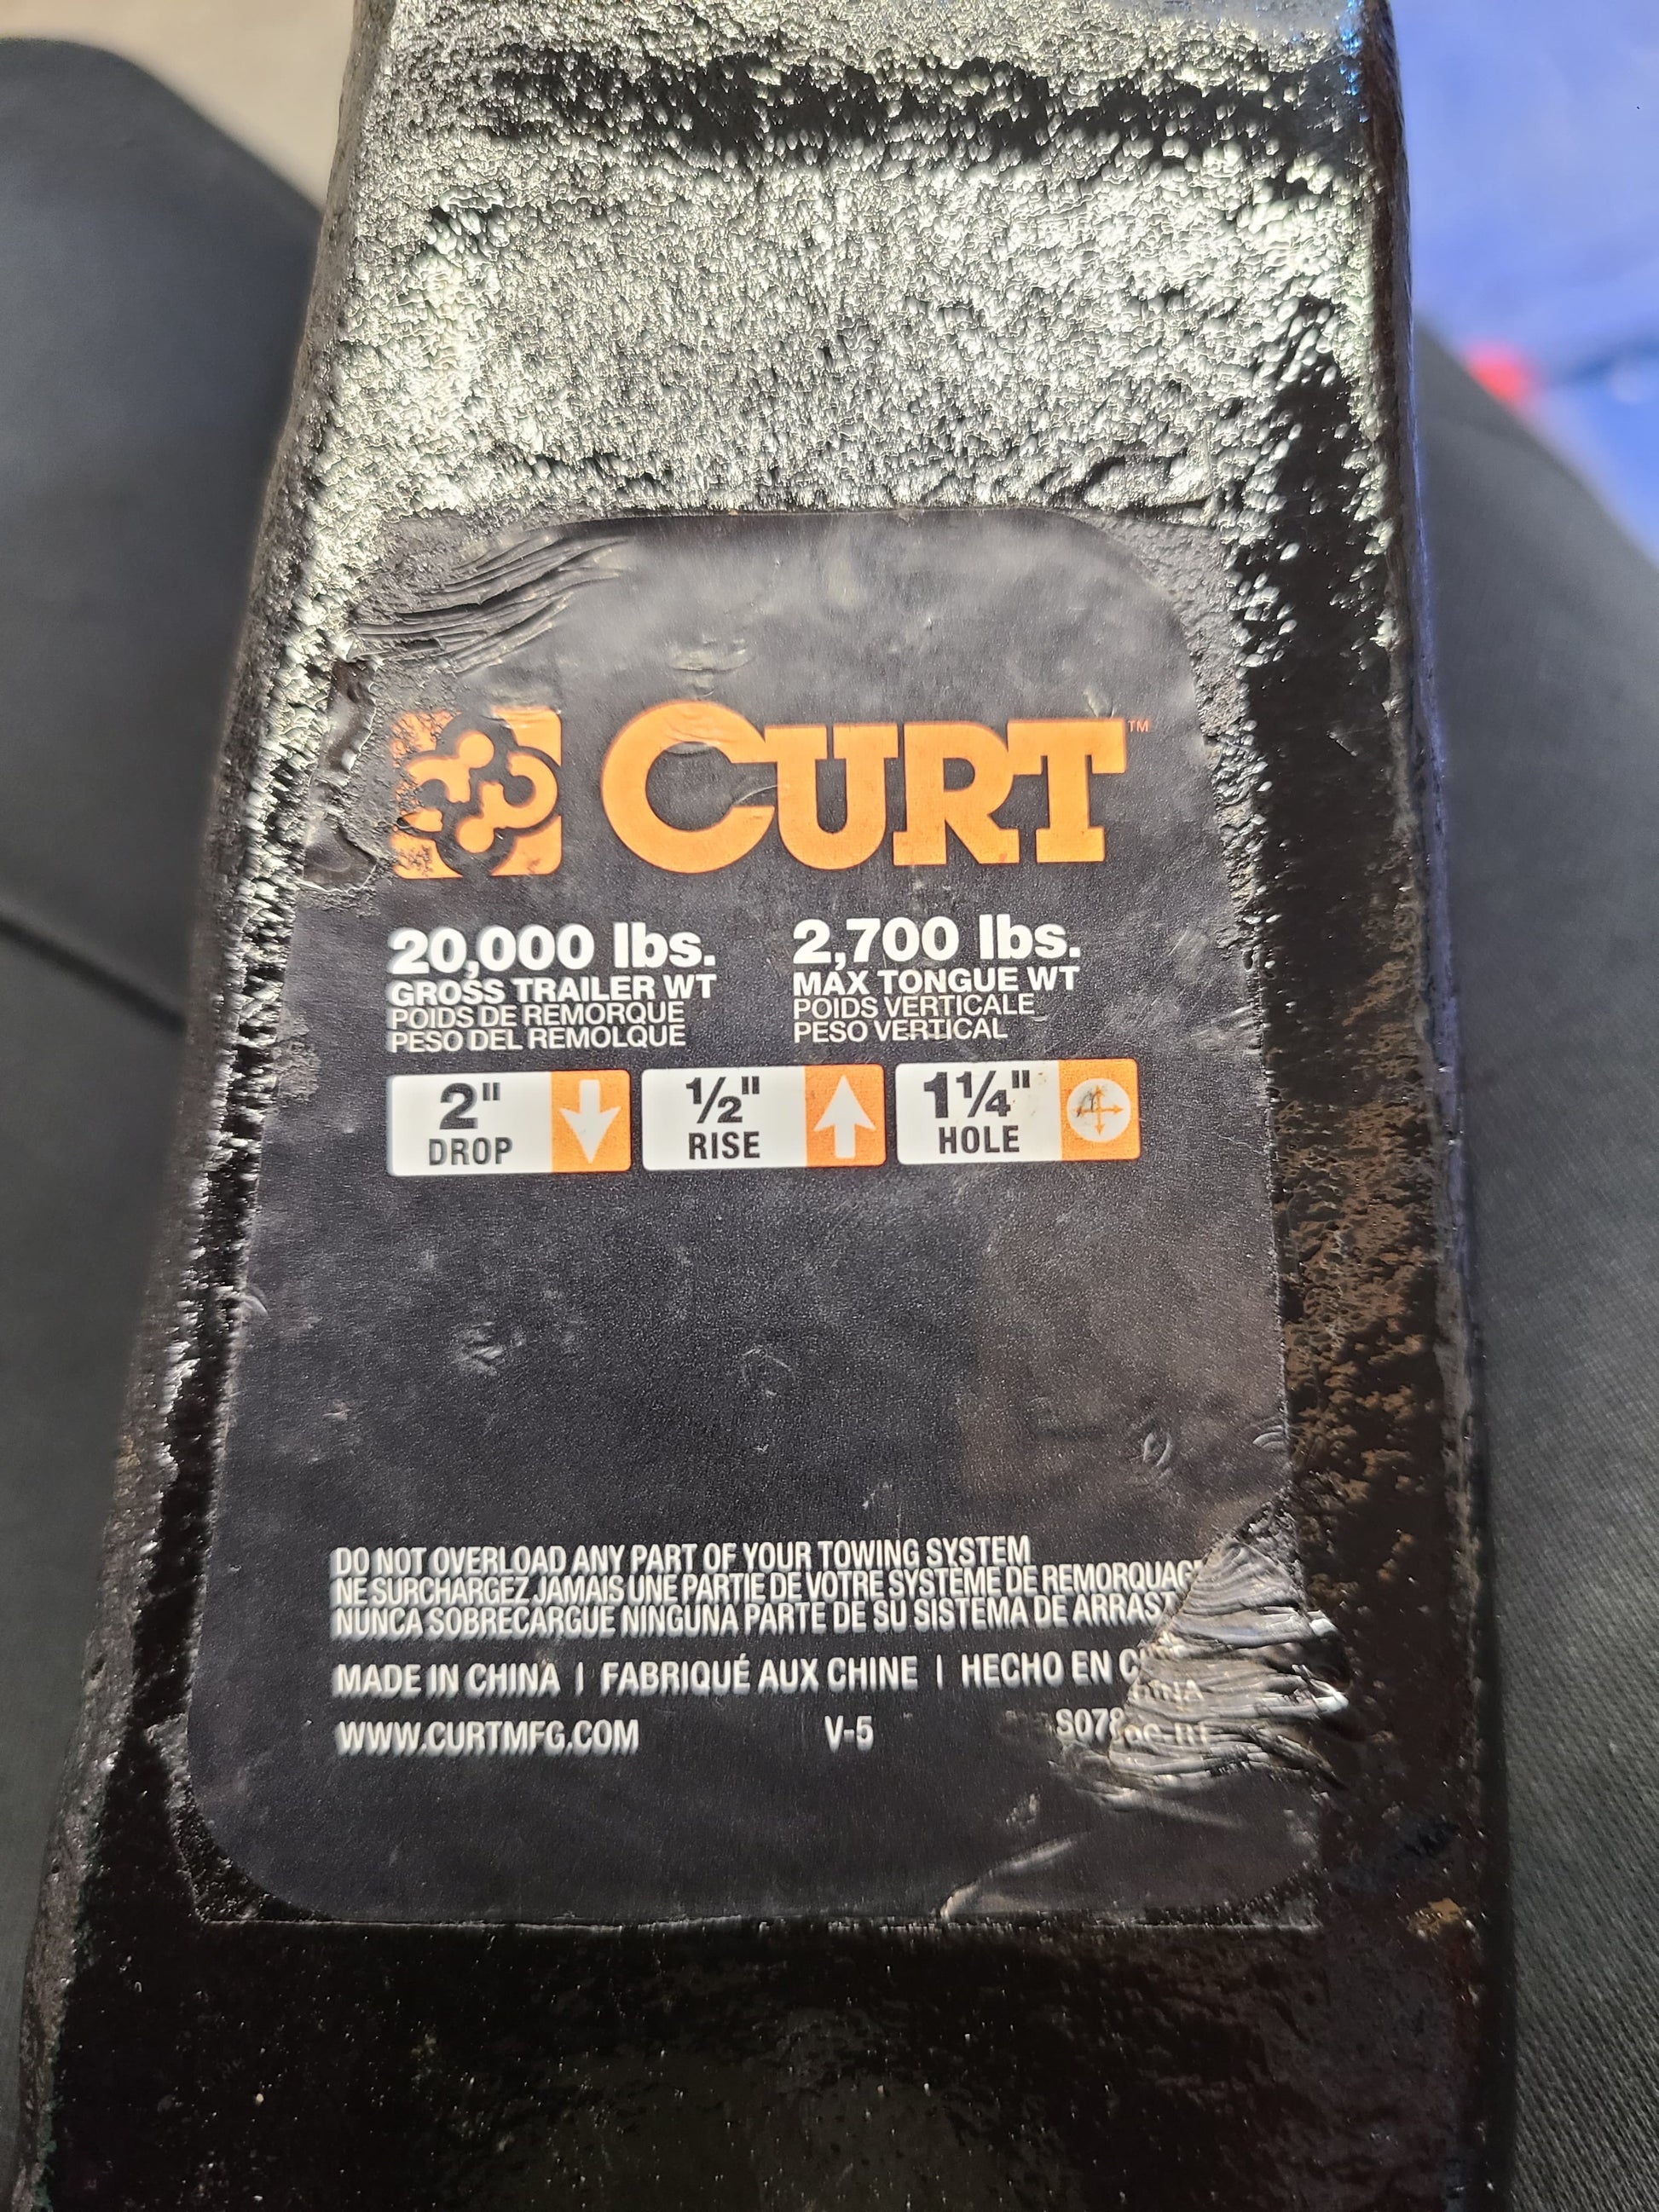 CURT™
20,000 lbs.
GROSS TRAILER WT
POIDS DE REMORQUE
PESO DEL REMOLQUE
2,700 lbs.
MAX TONGUE WT
POIDS VERTICALE
PESO VERTICAL
2"
DROP
1/2"
RISE
1 1/4"
HOLE
DO NOT OVERLOAD ANY PART OF YOUR TOWING SYSTEM
NE SURCHARGEZ JAMAIS UNE PARTIE DE VOTRE SYSTEME DE
NUNCA SOBRECARGUE NINGUNA PARTE DE SU SISTEMA DE
MADE IN CHINA | FABRIQUÉ AUX CHINE | HECHO EN
WWW.CURTMFG.COM V-5